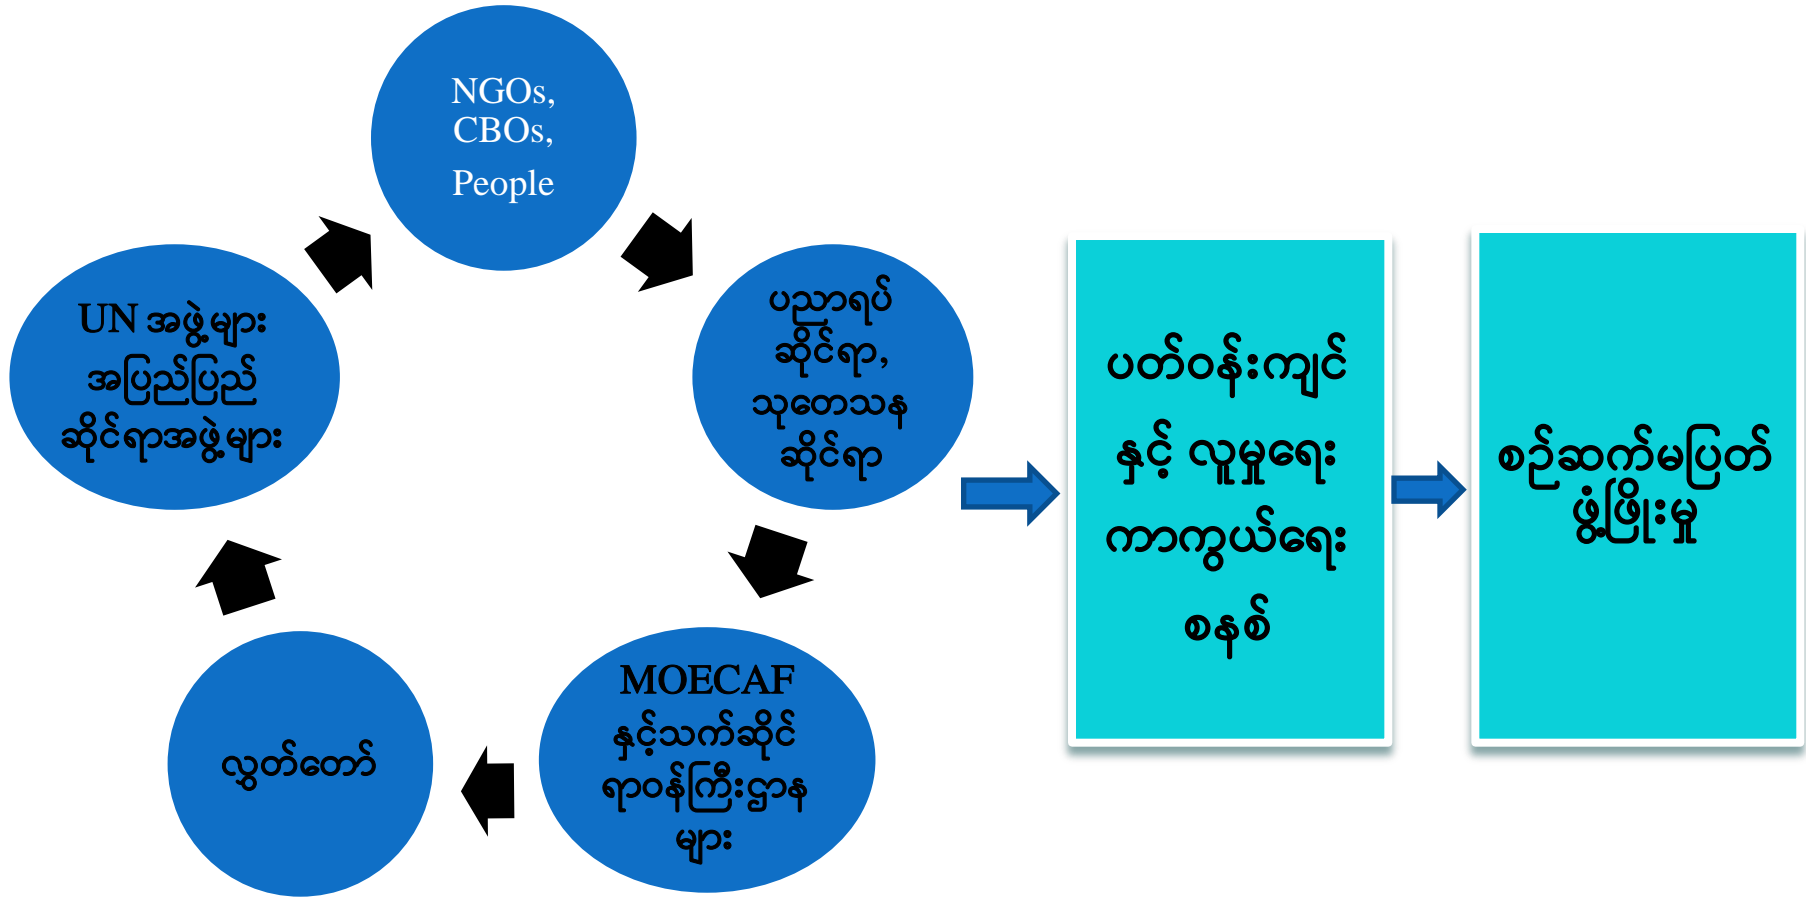 NGOs,
CBOs,
People
ပညာရပ်
ဆိုင်ရာ,
သုတေသန
ဆိုင်ရာ
MOECAF
နှင့်သက်ဆိုင်
ရာဝန်ကြီးဌာန
များ
လွှတ်တော်
UN အဖွဲ့များ
အပြည်ပြည်
ဆိုင်ရာအဖွဲ့များ
ပတ်ဝန်းကျင်
နှင့် လူမှုရေး
ကာကွယ်ရေး
စနစ်
စဉ်ဆက်မပြတ်
ဖွံ့ဖြိုးမှု